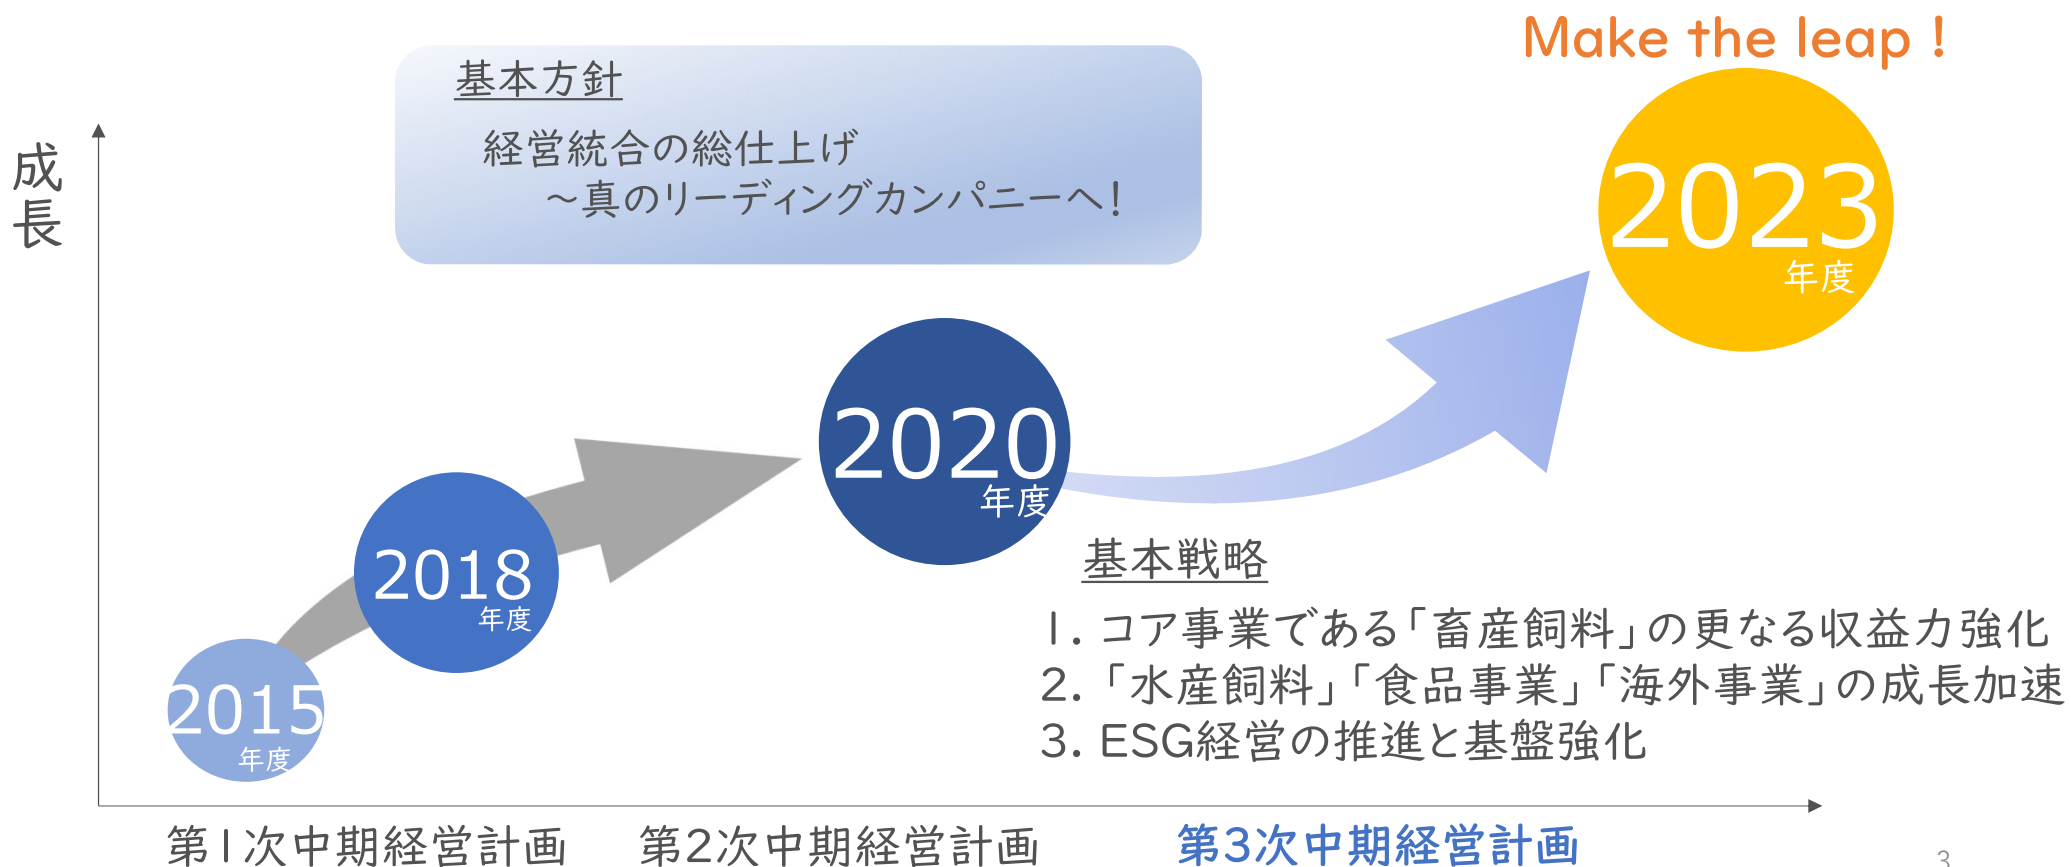 Make the leap！
基本方針
経営統合の総仕上げ
～真のリーディングカンパニーへ！
成長
2023
年度
2020
年度
2018
年度
2015
年度
基本戦略
1．コア事業である「畜産飼料」の更なる収益力強化
2．「水産飼料」「食品事業」「海外事業」の成長加速
3．ESG経営の推進と基盤強化
第1次中期経営計画
第2次中期経営計画
第3次中期経営計画
3